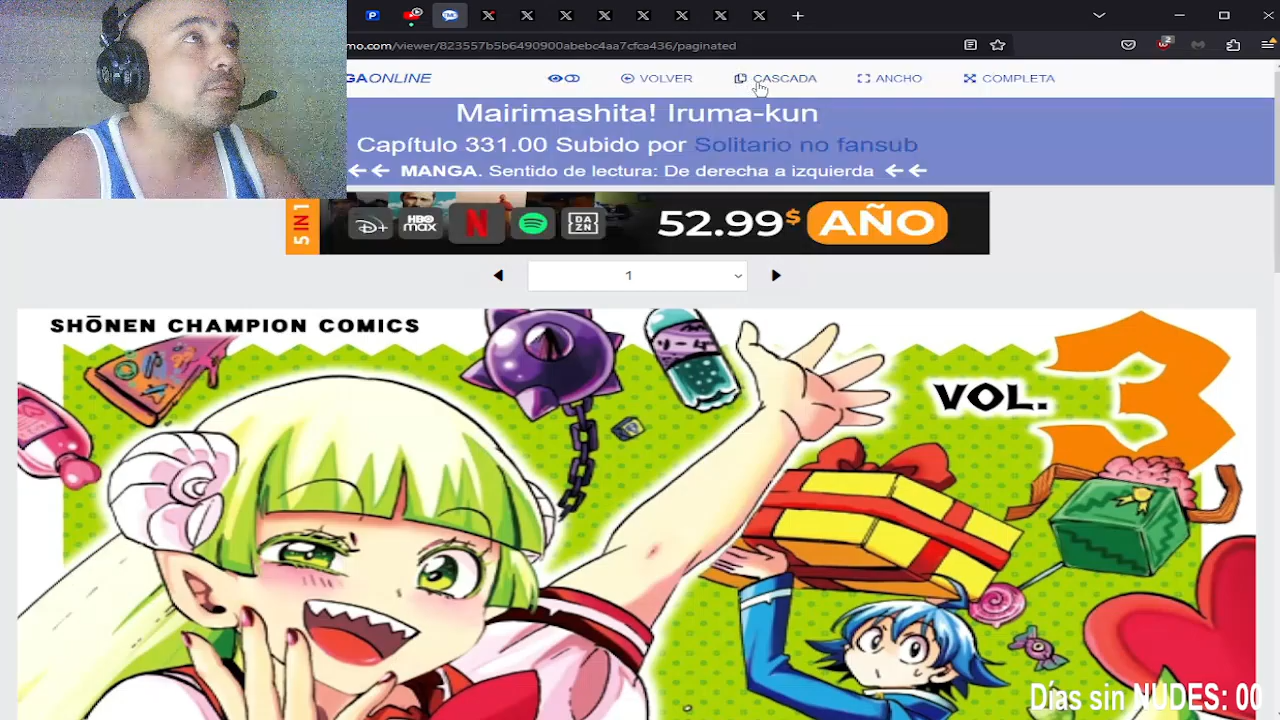 mo.com/viewer/823557b5b6490900abebc4aa7cfca436/paginated
GAONLINE
VOLVER
CASCADA
ANCHO
COMPLETA
Mairimashita! Iruma-kun
Capítulo 331.00 Subido por Solitario no fansub
MANGA. Sentido de lectura: De derecha a izquierda
5 IN 1
HBO max
N
DAZN
52.99$
AÑO
1
SHŌNEN CHAMPION COMICS
VOL. 3
Días sin NUDES: 00